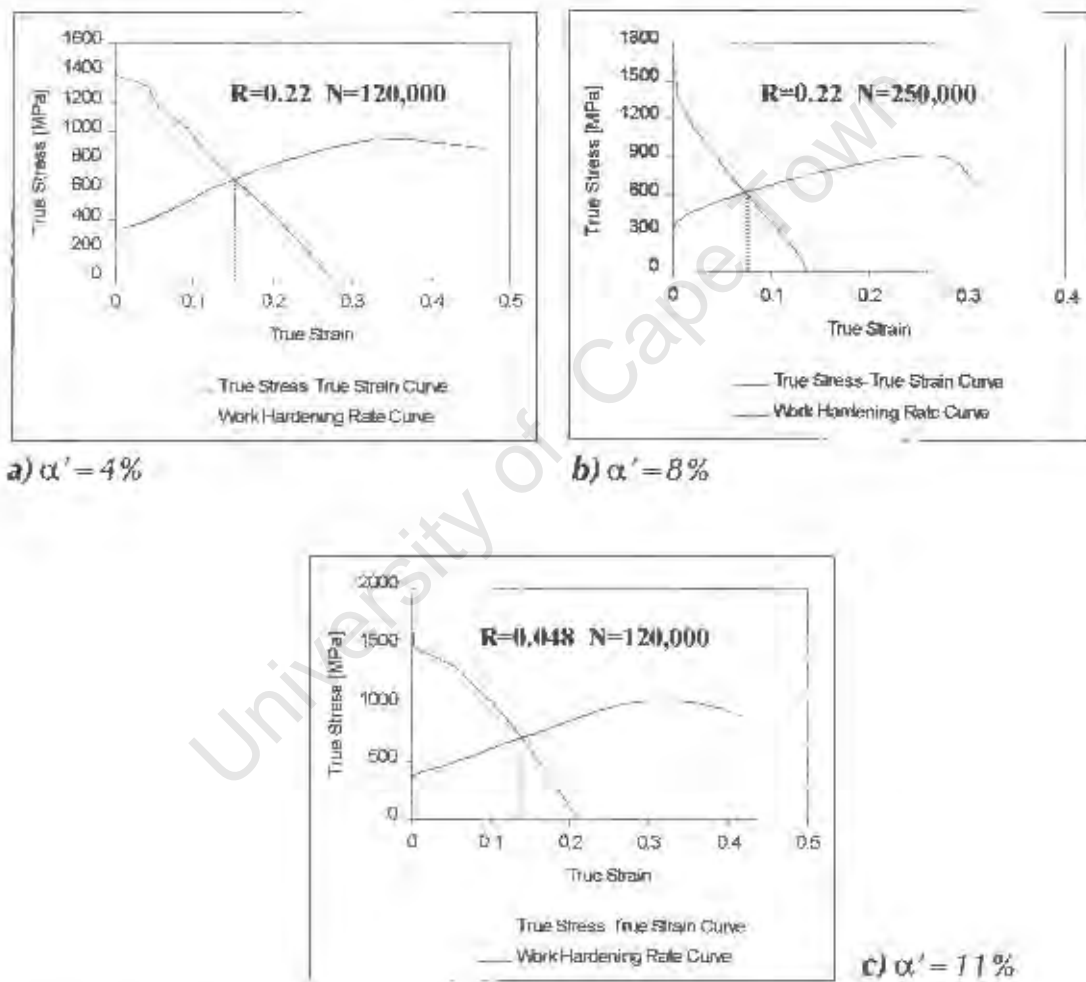 1600
1400
1200
1000
800
600
400
200
0
True Stress [MPa]
R=0.22 N=120,000
0 0.1 0.2 0.3 0.4 0.5
True Strain
True Stress-True Strain Curve
Work Hardening Rate Curve
a) α'=4%
1800
1500
1200
900
600
300
0
True Stress [MPa]
R=0.22 N=250,000
0 0.1 0.2 0.3 0.4
True Strain
True Stress-True Strain Curve
Work Hardening Rate Curve
b) α'=8%
2000
1500
1000
500
0
True Stress [MPa]
R=0.048 N=120,000
0 0.1 0.2 0.3 0.4 0.5
True Strain
True Stress-True Strain Curve
Work Hardening Rate Curve
c) α'=11%
University of Cape Town